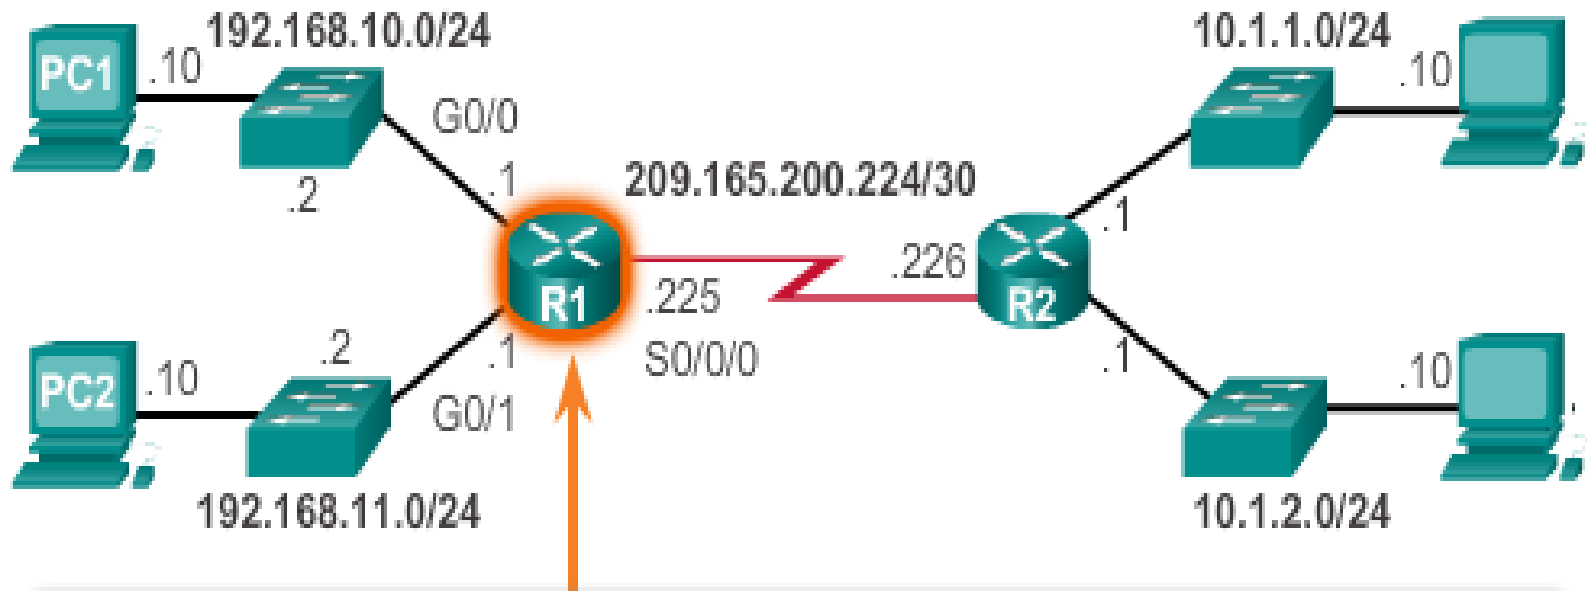 192.168.10.0/24
10.1.1.0/24
PC1
.10
.10
G0/0
.1
209.165.200.224/30
.2
.1
R1
.225
.226
R2
S0/0/0
.2
.1
.1
PC2
.10
.10
G0/1
192.168.11.0/24
10.1.2.0/24